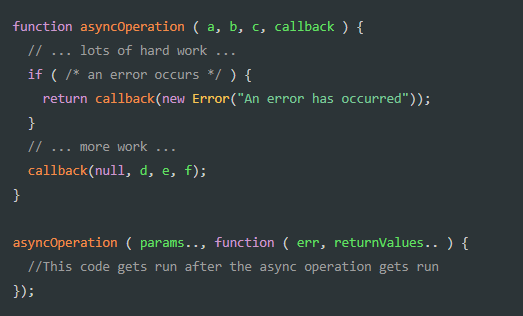 function asyncOperation ( a, b, c, callback ) {
  // ... lots of hard work ...
  if ( /* an error occurs */ ) {
    return callback(new Error("An error has occurred"));
  }
  // ... more work ...
  callback(null, d, e, f);
}

asyncOperation ( params.., function ( err, returnValues.. ) {
  //This code gets run after the async operation gets run
});